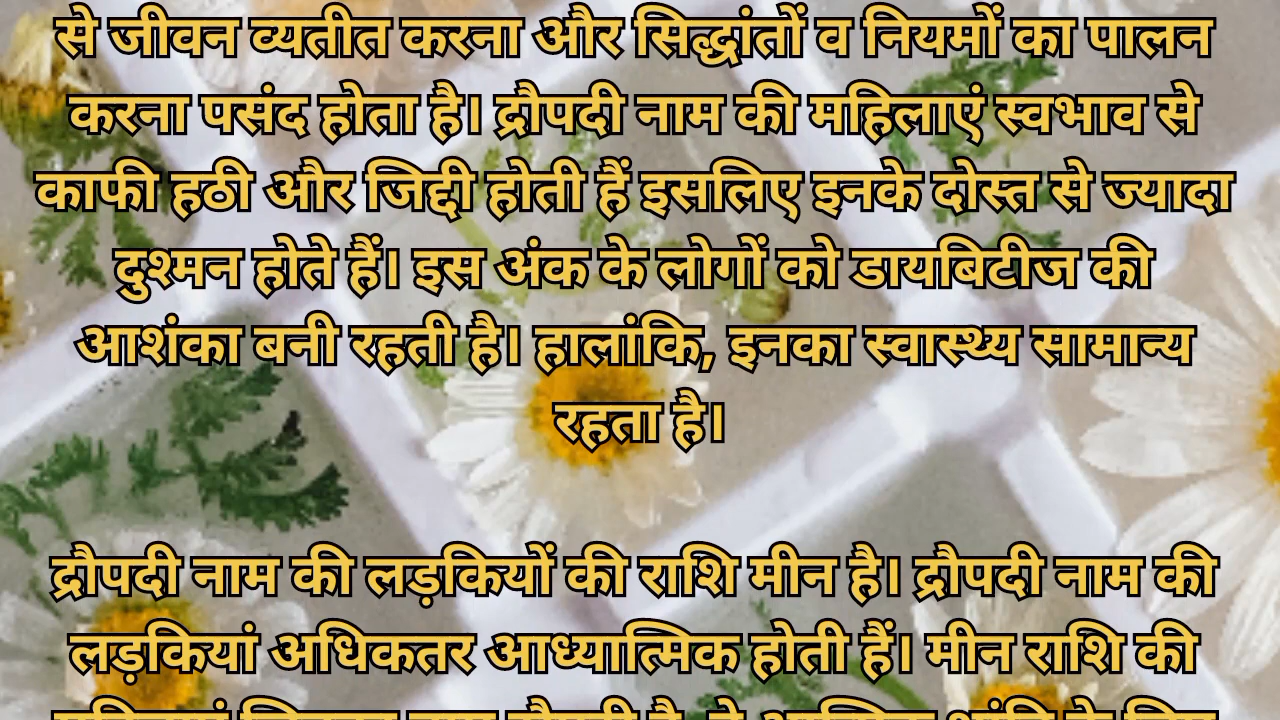 से जीवन व्यतीत करना और सिद्धांतों व नियमों का पालन
करना पसंद होता है। द्रौपदी नाम की महिलाएं स्वभाव से
काफी हठी और जिद्दी होती हैं इसलिए इनके दोस्त से ज्यादा
दुश्मन होते हैं। इस अंक के लोगों को डायबिटीज की
आशंका बनी रहती है। हालांकि, इनका स्वास्थ्य सामान्य
रहता है।
द्रौपदी नाम की लड़कियों की राशि मीन है। द्रौपदी नाम की
लड़कियां अधिकतर आध्यात्मिक होती हैं। मीन राशि की